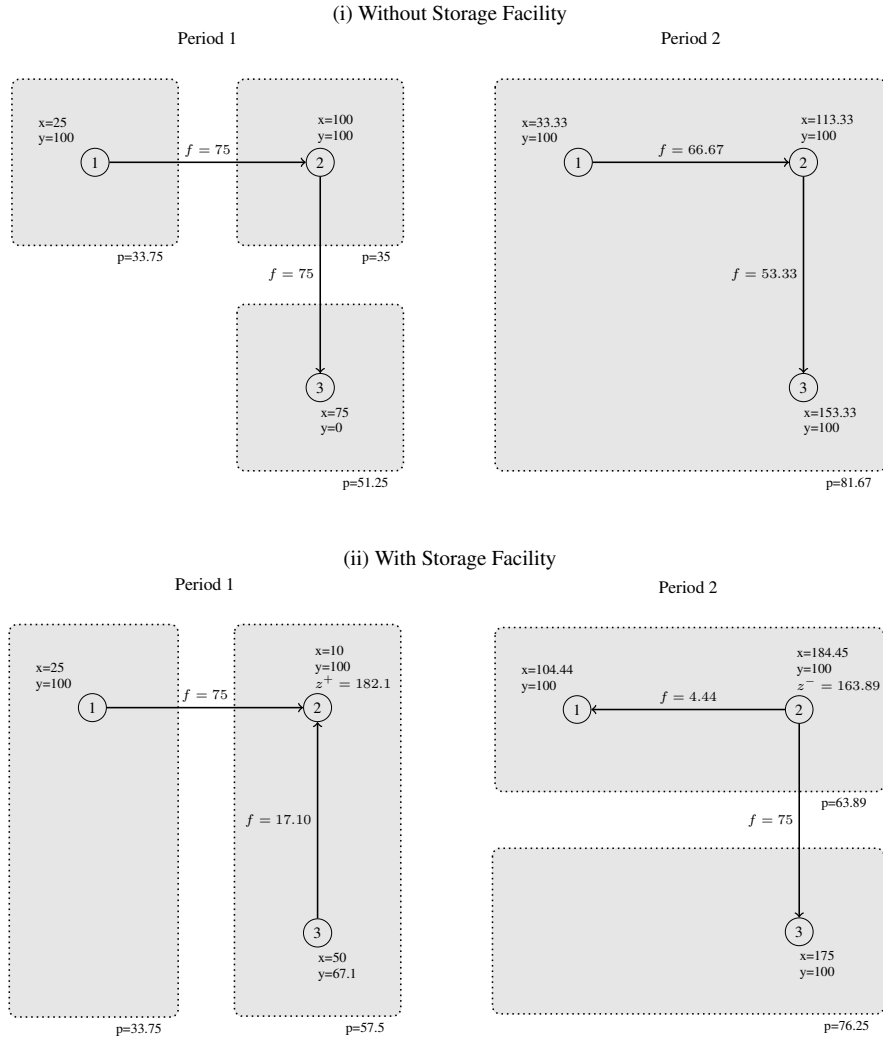 (i) Without Storage Facility
Period 1
Period 2
x=25
y=100
1
f = 75
x=100
y=100
2
p=33.75
p=35
f = 75
3
x=75
y=0
p=51.25
x=33.33
y=100
1
f = 66.67
x=113.33
y=100
2
f = 53.33
3
x=153.33
y=100
p=81.67
(ii) With Storage Facility
Period 1
Period 2
x=25
y=100
1
f = 75
x=10
y=100
z⁺ = 182.1
2
f = 17.10
3
x=50
y=67.1
p=33.75
p=57.5
x=104.44
y=100
1
f = 4.44
x=184.45
y=100
z⁻ = 163.89
2
p=63.89
f = 75
3
x=175
y=100
p=76.25